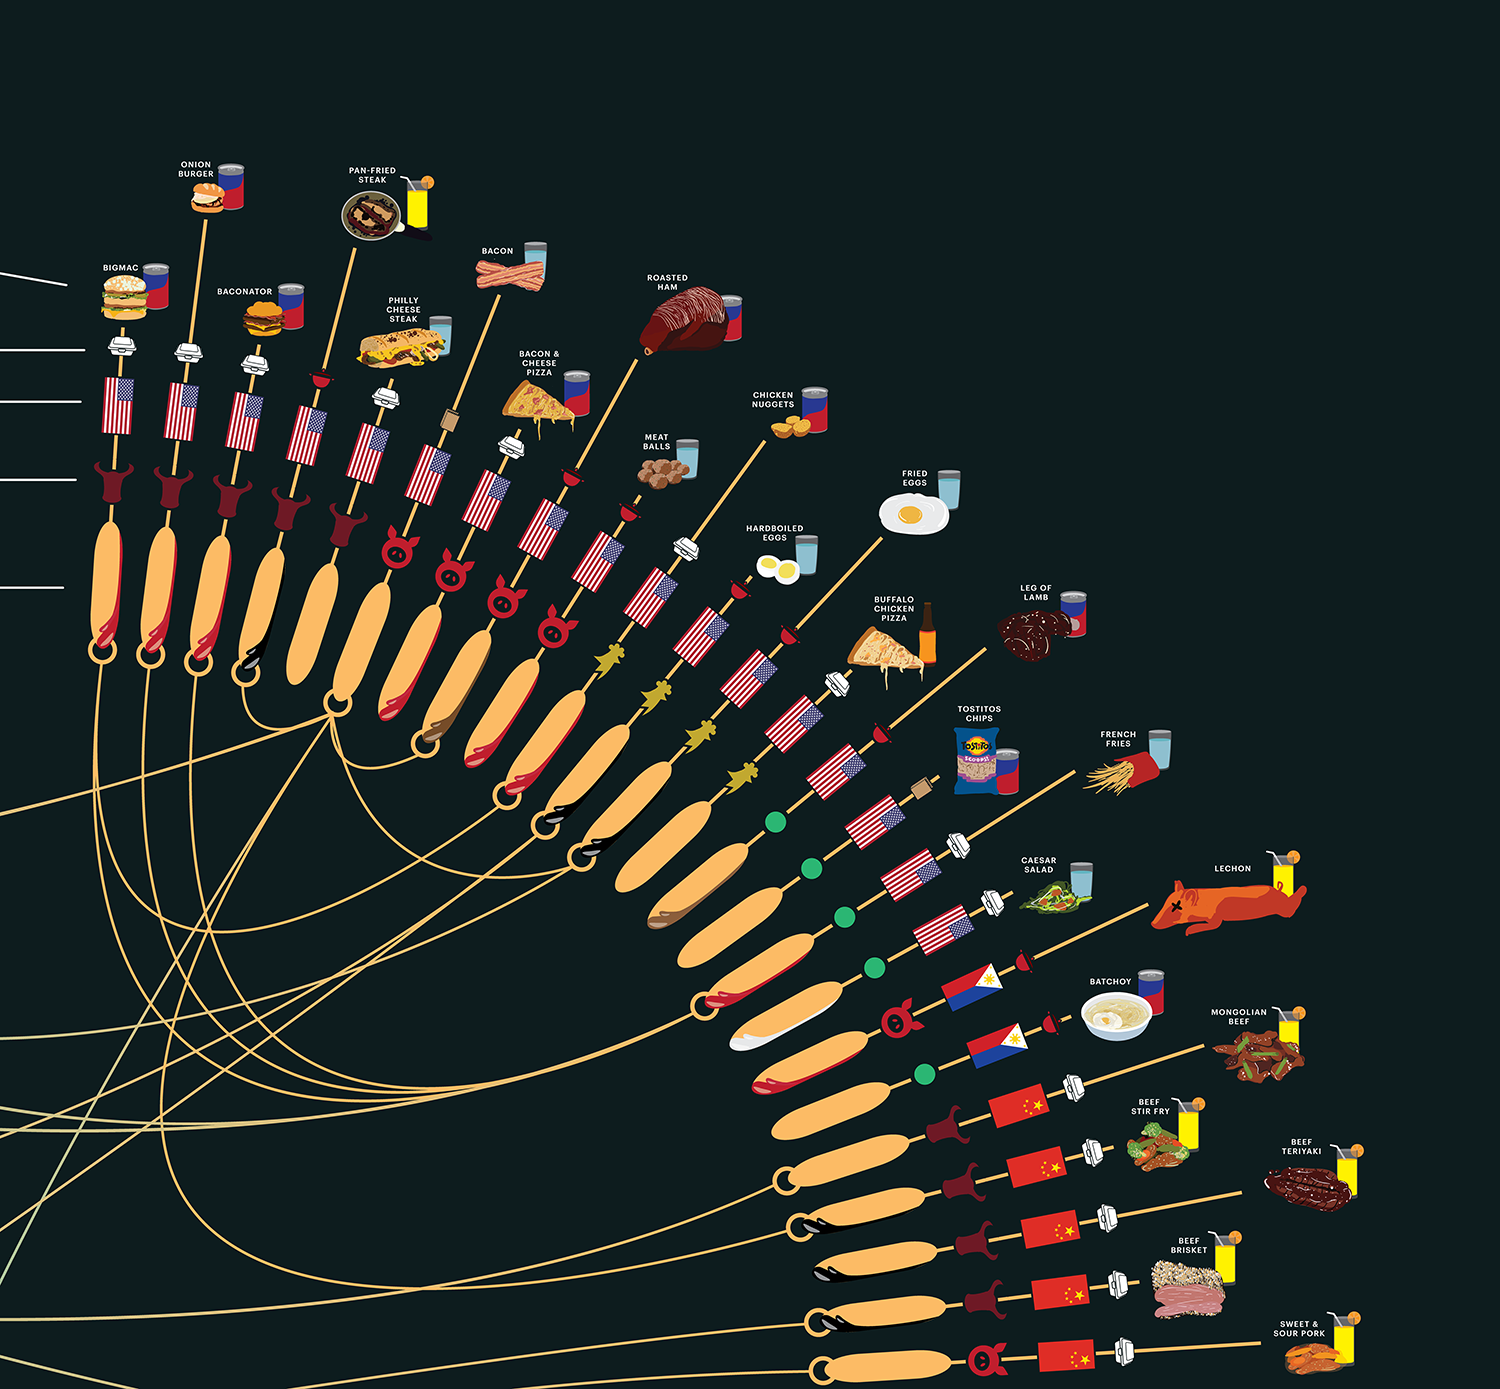 ONION
BURGER
PAN-FRIED
STEAK
BIGMAC
BACONATOR
BACON
PHILLY
CHEESE
STEAK
ROASTED
HAM
BACON &
CHEESE
PIZZA
CHICKEN
NUGGETS
MEAT
BALLS
FRIED
EGGS
HARDBOILED
EGGS
BUFFALO
CHICKEN
PIZZA
LEG OF
LAMB
TOSTITOS
CHIPS
TOSTITOS
SCOOPS!
FRENCH
FRIES
CAESAR
SALAD
LECHON
BATCHOY
MONGOLIAN
BEEF
BEEF
STIR FRY
BEEF
TERIYAKI
BEEF
BRISKET
SWEET &
SOUR PORK